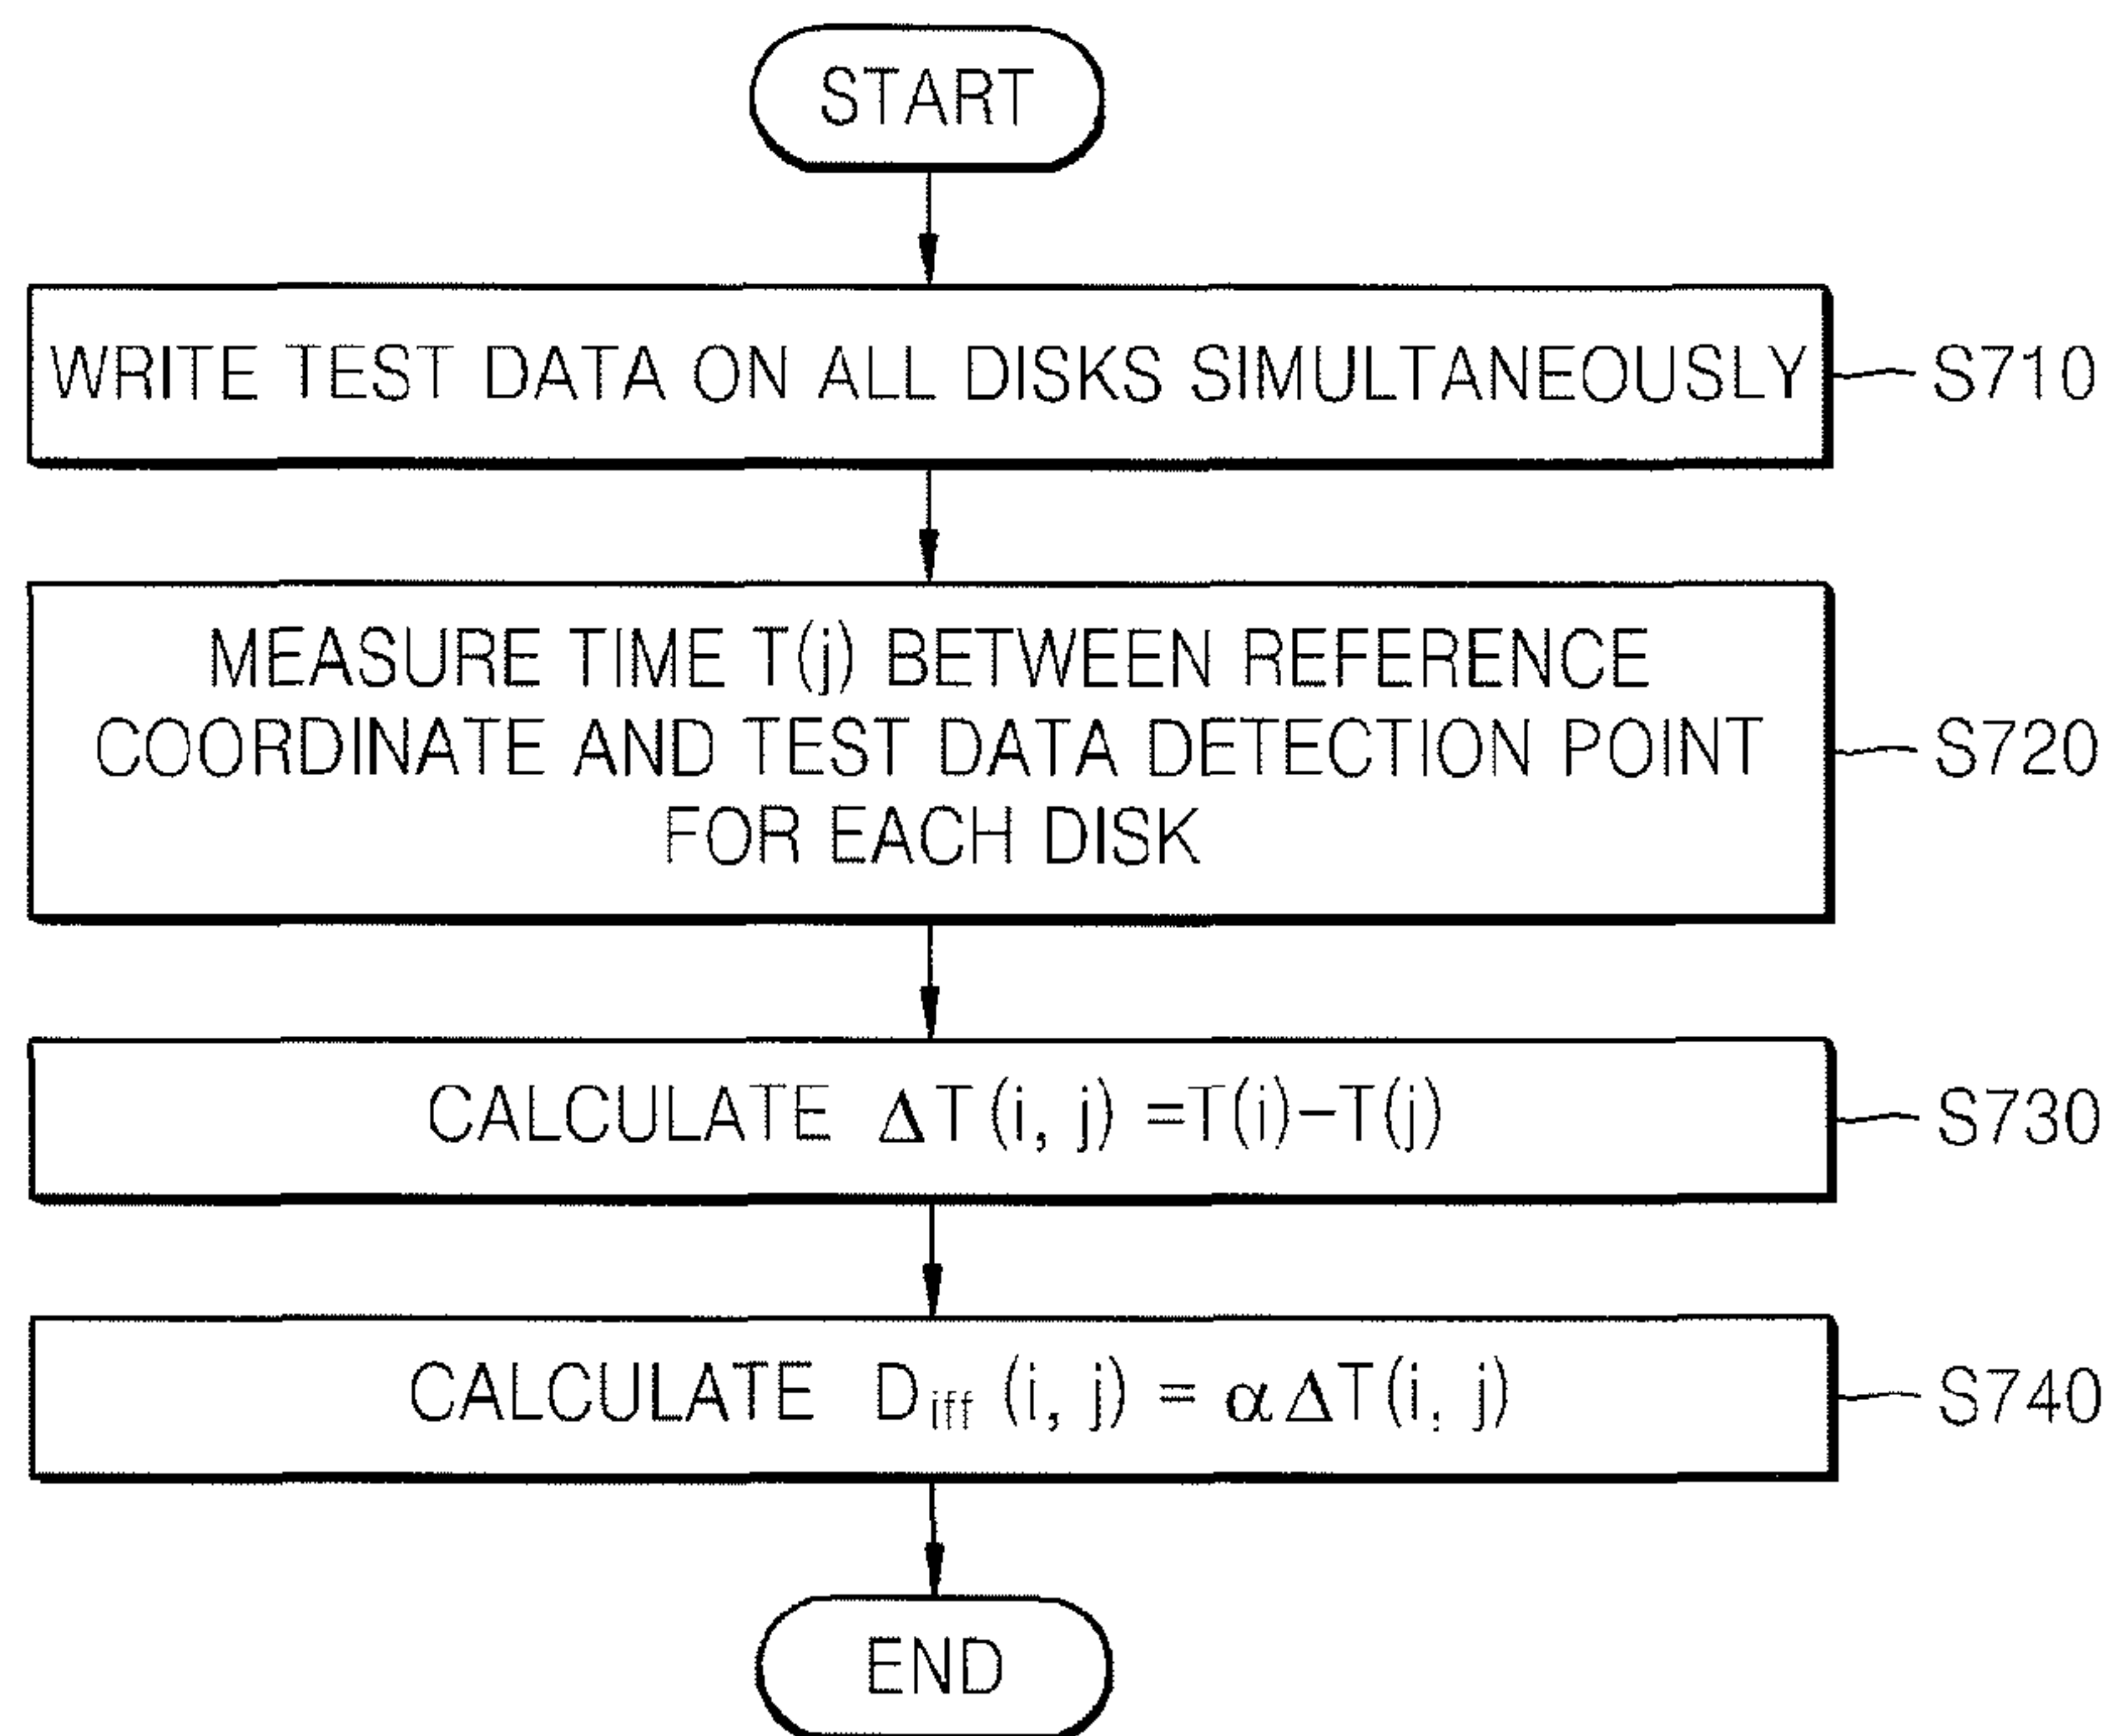 START
WRITE TEST DATA ON ALL DISKS SIMULTANEOUSLY
S710
MEASURE TIME T(j) BETWEEN REFERENCE
COORDINATE AND TEST DATA DETECTION POINT
FOR EACH DISK
S720
CALCULATE ΔT (i, j) =T(i)−T(j)
S730
CALCULATE Diff (i, j) = αΔT(i, j)
S740
END